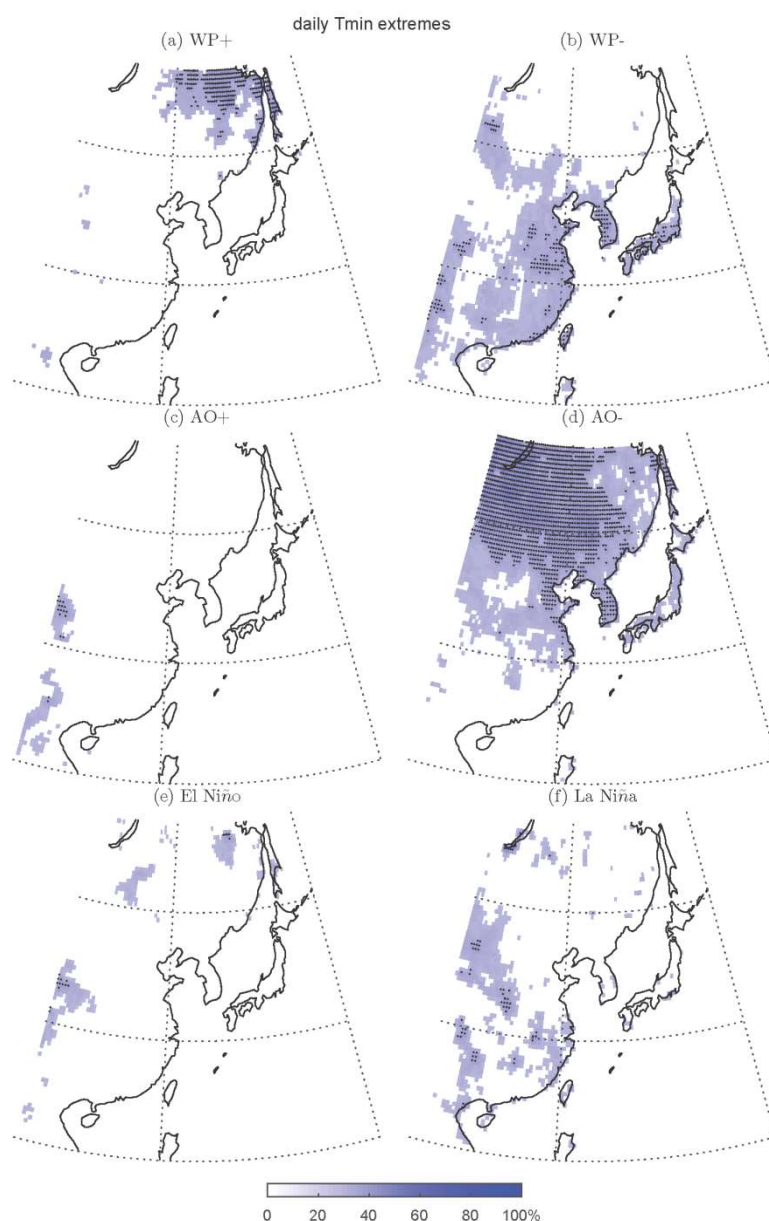 daily Tmin extremes
(a) WP+ (b) WP-
(c) AO+ (d) AO-
(e) El Niño (f) La Niña
0 20 40 60 80 100%